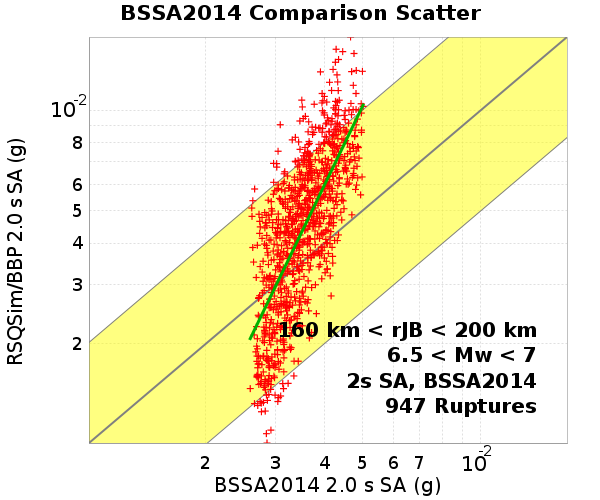 BSSA2014 Comparison Scatter
RSQSim/BBP 2.0 s SA (g)
10-2
8
6
5
4
3
2
160 km < rJB < 200 km
6.5 < Mw < 7
2s SA, BSSA2014
947 Ruptures
2 3 4 5 6 7 10-2
BSSA2014 2.0 s SA (g)